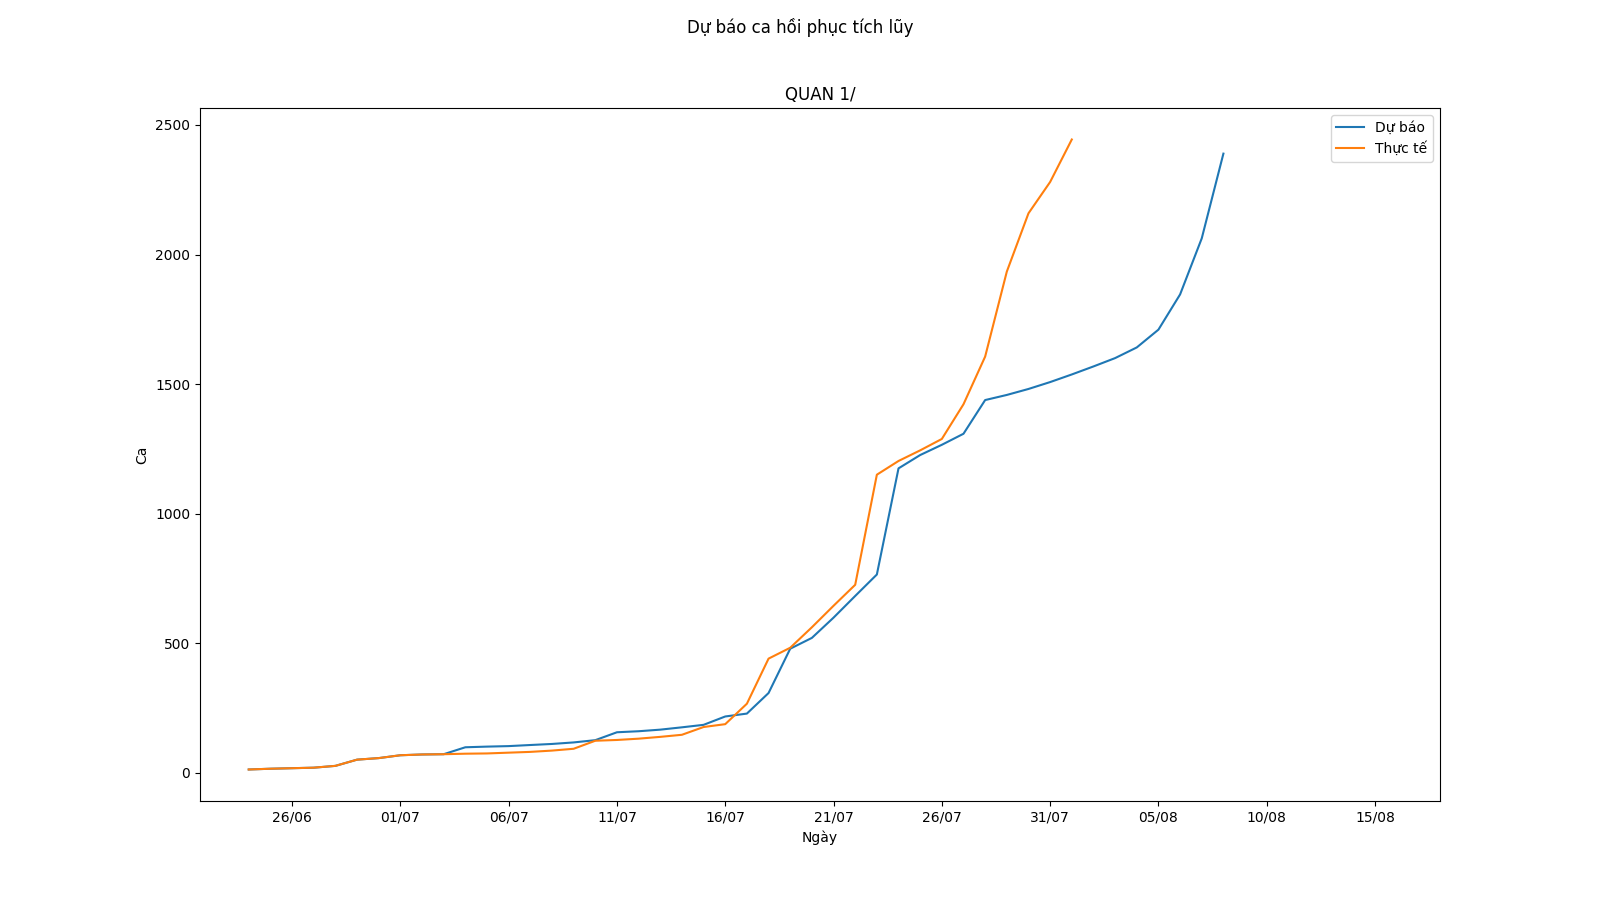 Dự báo ca hồi phục tích lũy
QUAN 1/
2500
2000
1500
1000
500
0
Ca
Dự báo
Thực tế
26/06 01/07 06/07 11/07 16/07 21/07 26/07 31/07 05/08 10/08 15/08
Ngày